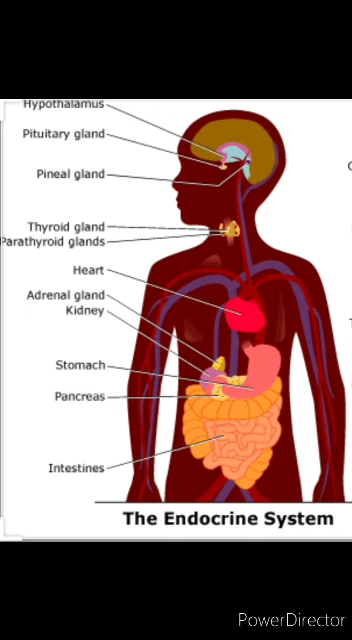 Hypothalamus
Pituitary gland
Pineal gland
Thyroid gland
Parathyroid glands
Heart
Adrenal gland
Kidney
Stomach
Pancreas
Intestines
The Endocrine System
PowerDirector